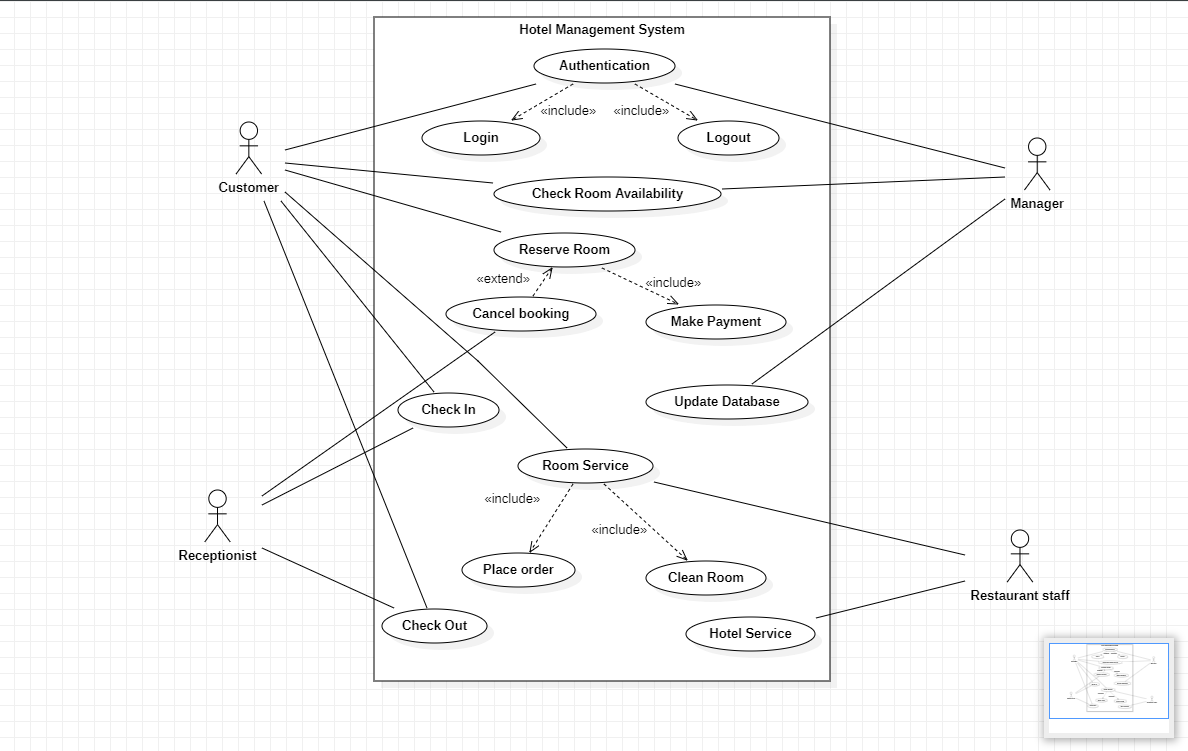 Hotel Management System
Authentication
«include» «include»
Login
Logout
Customer
Check Room Availability
Manager
Reserve Room
«extend»
«include»
Cancel booking
Make Payment
Update Database
Check In
Room Service
«include»
«include»
Receptionist
Place order
Clean Room
Restaurant staff
Check Out
Hotel Service